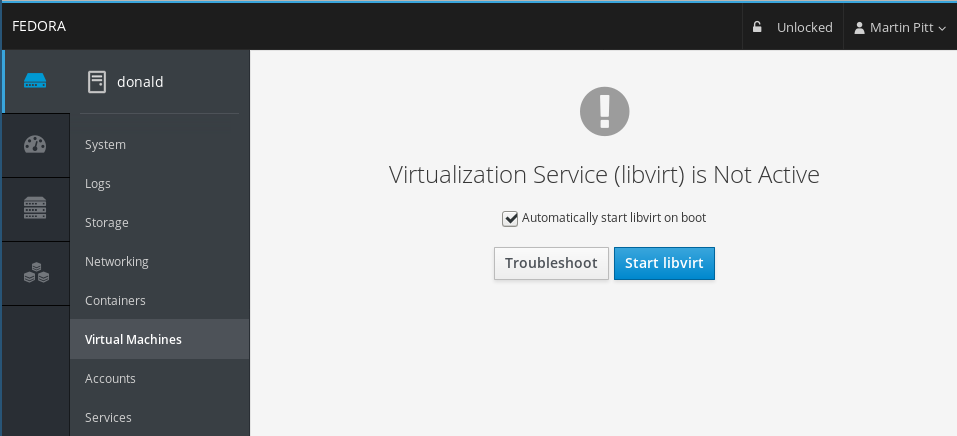 FEDORA
Unlocked
Martin Pitt
donald
System
Logs
Storage
Networking
Containers
Virtual Machines
Accounts
Services
Virtualization Service (libvirt) is Not Active
Automatically start libvirt on boot
Troubleshoot
Start libvirt